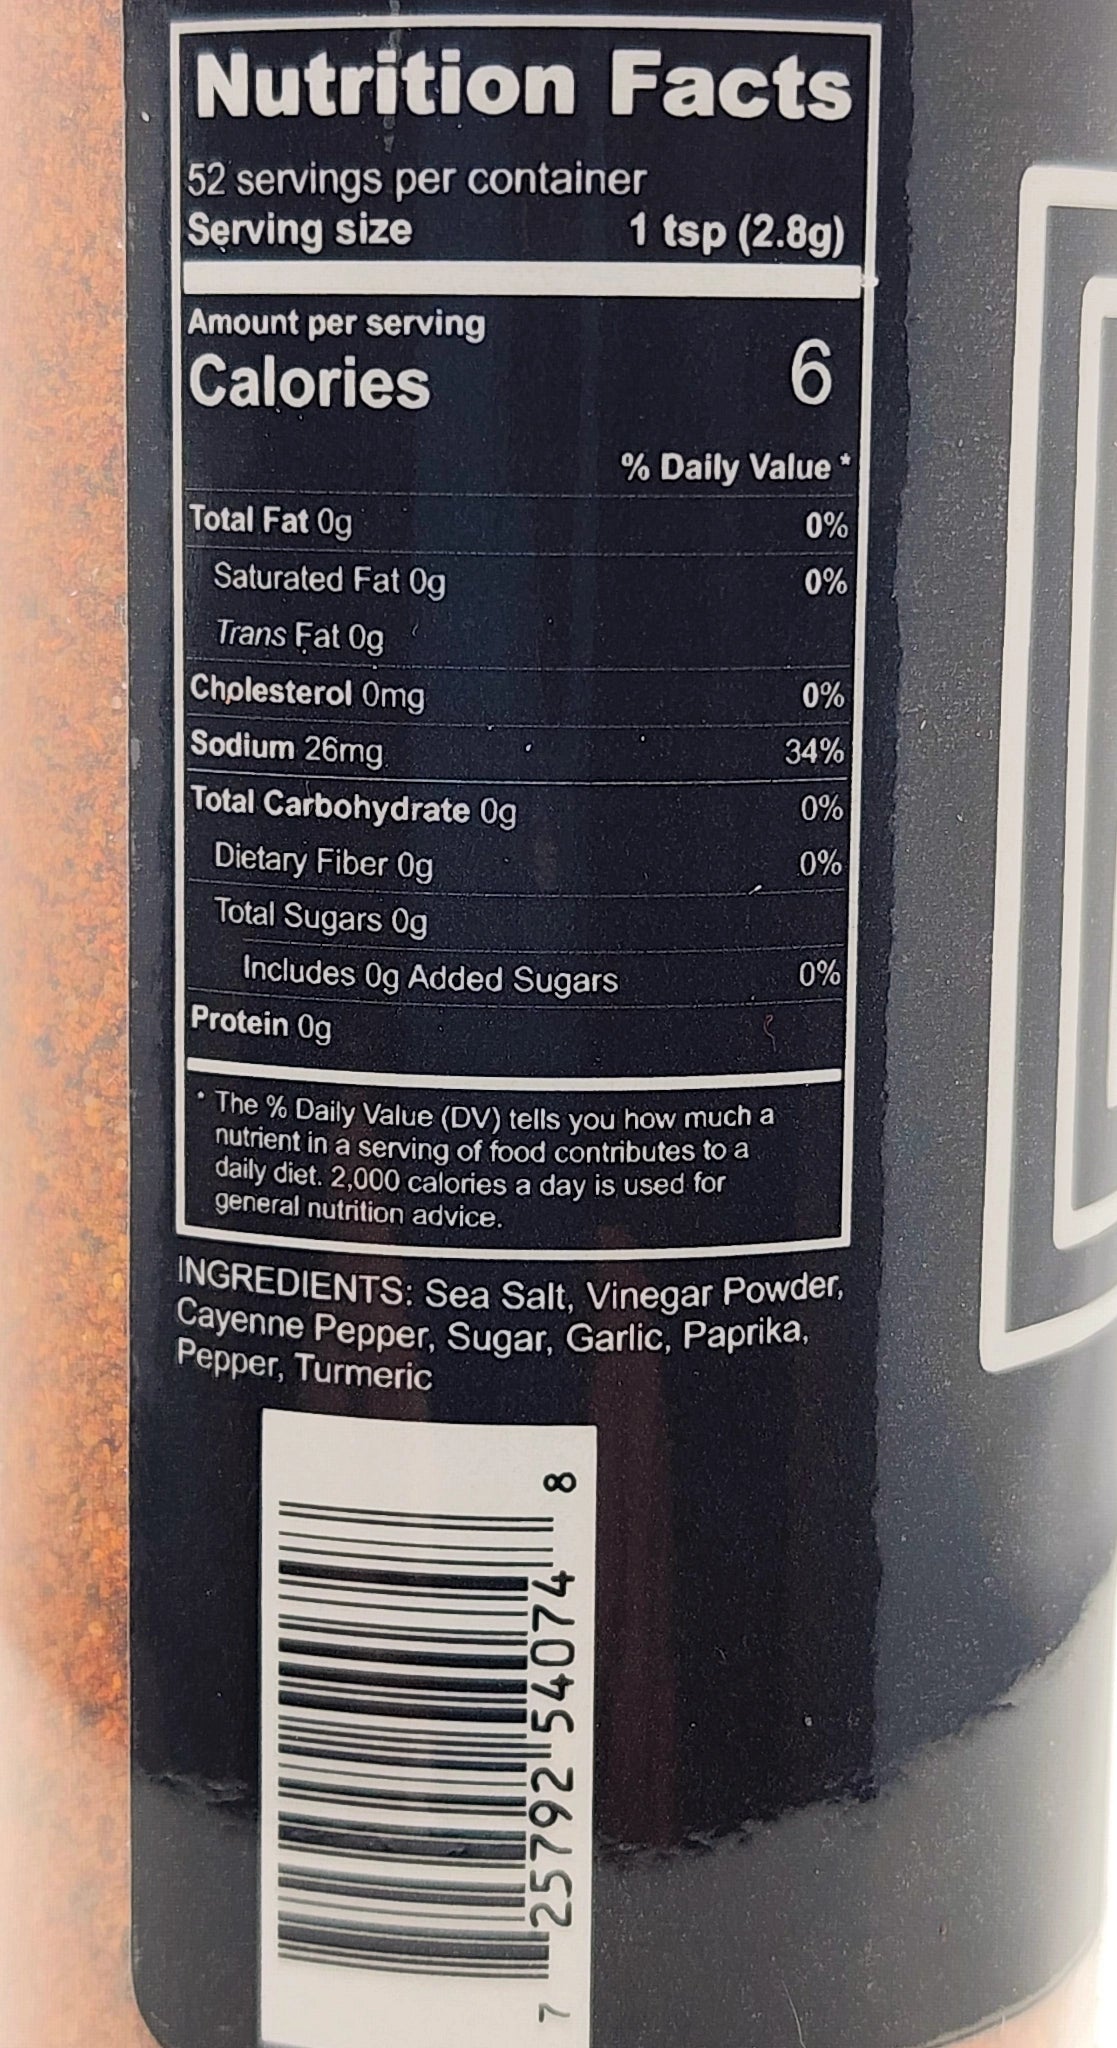 Nutrition Facts
52 servings per container
Serving size 1 tsp (2.8g)
Amount per serving
Calories 6
% Daily Value *
Total Fat 0g 0%
Saturated Fat 0g 0%
Trans Fat 0g
Cholesterol 0mg 0%
Sodium 26mg 34%
Total Carbohydrate 0g 0%
Dietary Fiber 0g 0%
Total Sugars 0g
Includes 0g Added Sugars 0%
Protein 0g
* The % Daily Value (DV) tells you how much a
nutrient in a serving of food contributes to a
daily diet. 2,000 calories a day is used for
general nutrition advice.
INGREDIENTS: Sea Salt, Vinegar Powder,
Cayenne Pepper, Sugar, Garlic, Paprika,
Pepper, Turmeric
7 25792 54074 8